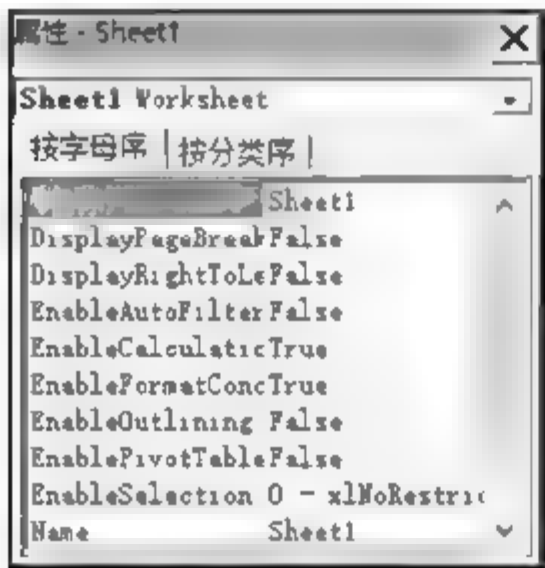 属性 - Sheet1
Sheet1 Worksheet
按字母序 按分类序
Sheet1
DisplayPageBreak False
DisplayRightToLe False
EnableAutoFilter False
EnableCalculatic True
EnableFormatConc True
EnableOutlining False
EnablePivotTable False
EnableSelection 0 - xlNoRestric
Name Sheet1